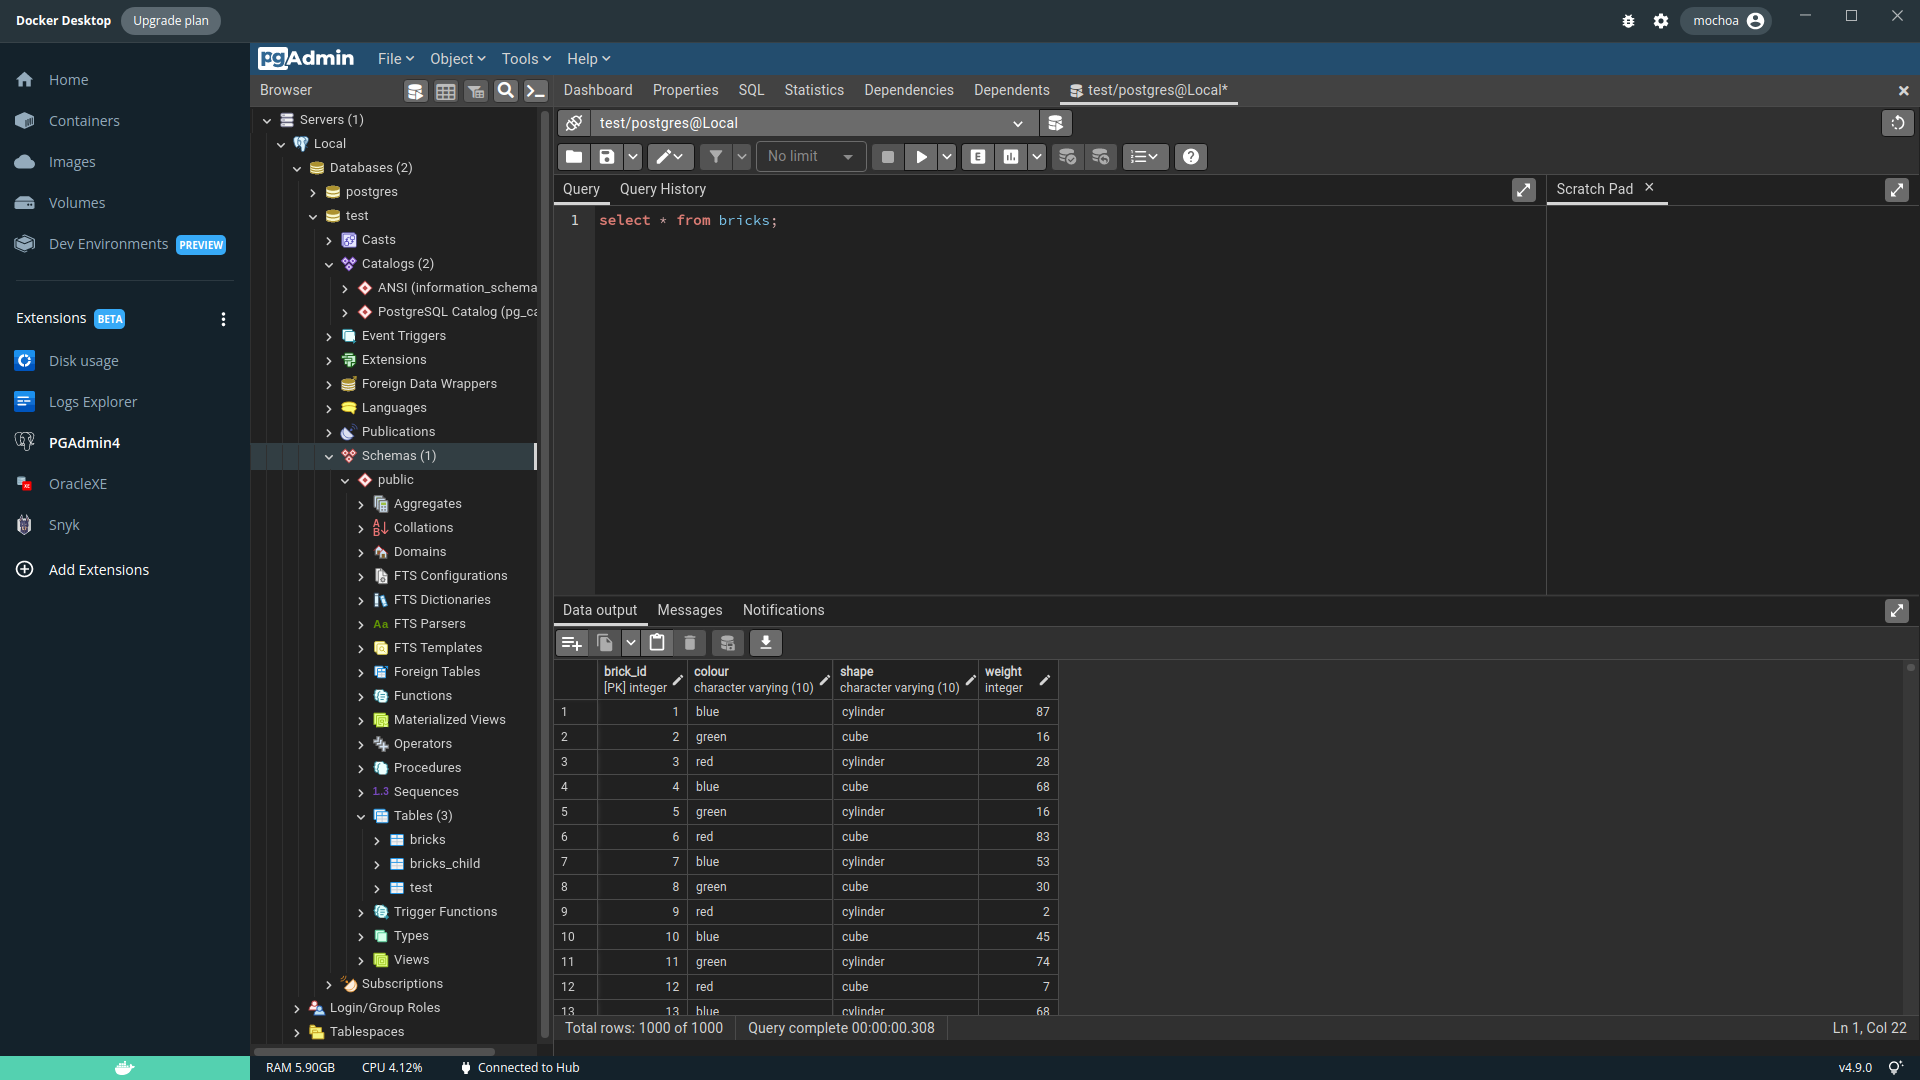 Docker Desktop Upgrade plan mochoa
Home
Containers
Images
Volumes
Dev Environments PREVIEW
Extensions BETA
Disk usage
Logs Explorer
PGAdmin4
OracleXE
Snyk
Add Extensions
pgAdmin File Object Tools Help
Browser
Servers (1)
Local
Databases (2)
postgres
test
Casts
Catalogs (2)
ANSI (information_schema
PostgreSQL Catalog (pg_ca
Event Triggers
Extensions
Foreign Data Wrappers
Languages
Publications
Schemas (1)
public
Aggregates
Collations
Domains
FTS Configurations
FTS Dictionaries
Aa FTS Parsers
FTS Templates
Foreign Tables
Functions
Materialized Views
Operators
Procedures
1..3 Sequences
Tables (3)
bricks
bricks_child
test
Trigger Functions
Types
Views
Subscriptions
Login/Group Roles
Tablespaces
Dashboard Properties SQL Statistics Dependencies Dependents test/postgres@Local*
test/postgres@Local
No limit E
Query Query History Scratch Pad
1 select * from bricks;
Data output Messages Notifications
brick_id colour shape weight
[PK] integer character varying (10) character varying (10) integer
1 1 blue cylinder 87
2 2 green cube 16
3 3 red cylinder 28
4 4 blue cube 68
5 5 green cylinder 16
6 6 red cube 83
7 7 blue cylinder 53
8 8 green cube 30
9 9 red cylinder 2
10 10 blue cube 45
11 11 green cylinder 74
12 12 red cube 7
13 13 blue cylinder 68
Total rows: 1000 of 1000 Query complete 00:00:00.308 Ln 1, Col 22
RAM 5.90GB CPU 4.12% Connected to Hub v4.9.0